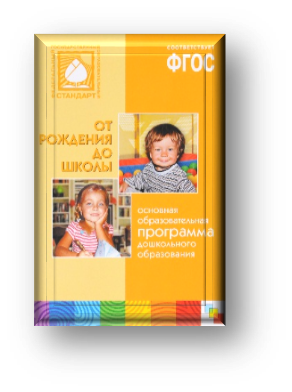 СООТВЕТСТВУЕТ
ФГОС
СТАНДАРТ
ОТ
РОЖДЕНИЯ
ДО
ШКОЛЫ
ОСНОВНАЯ
ОБРАЗОВАТЕЛЬНАЯ
ПРОГРАММА
ДОШКОЛЬНОГО
ОБРАЗОВАНИЯ